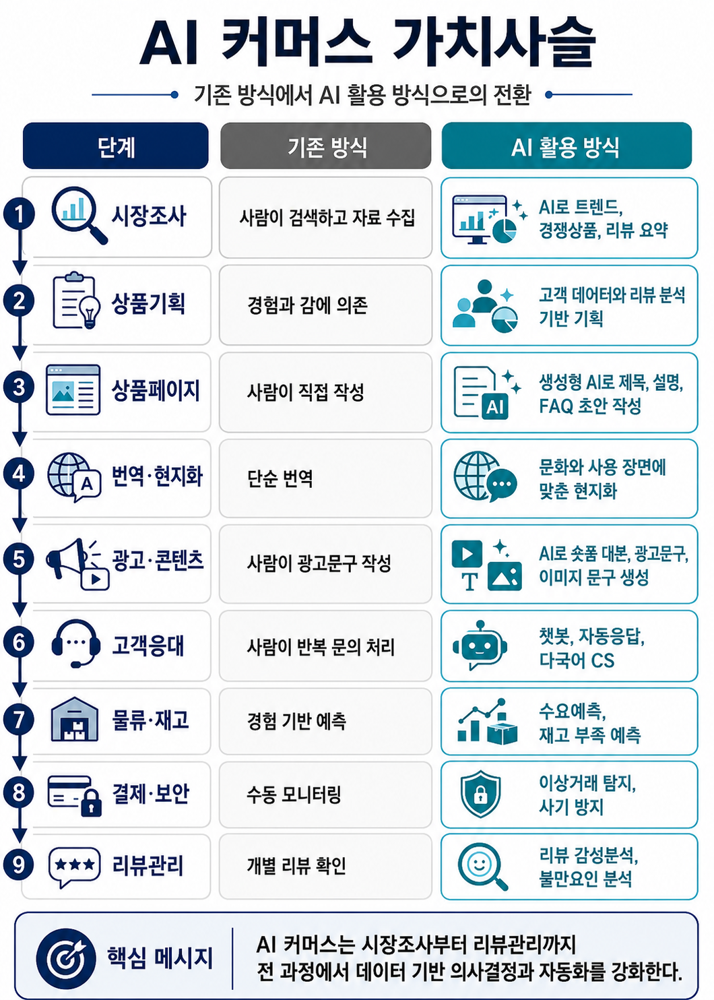 AI 커머스 가치사슬
기존 방식에서 AI 활용 방식으로의 전환
단계
기존 방식
AI 활용 방식
1
시장조사
사람이 검색하고 자료 수집
AI로 트렌드,
경쟁상품, 리뷰 요약
2
상품기획
경험과 감에 의존
고객 데어터와 리뷰 분석
기반 기획
3
상품페이지
사람이 직접 작성
생성형 AI로 제목, 설명,
FAQ 초안 작성
AI
4
번역·현지화
A
단순 번역
문화와 사용 장면에
맞춘 현지화
5
광고·콘텐츠
사람이 광고문구 작성
AI로 숏폼 대본, 광고문구,
이미지 문구 생성
T
6
고객응대
사람이 반복 문의 처리
챗봇, 자동응답,
다국어 CS
7
물류·재고
경험 기반 예측
수요예측,
재고 부족 예측
8
결제·보안
수동 모니터링
이상거래 탐지,
사기 방지
9
리뷰관리
개별 리뷰 확인
리뷰 감성분석,
불만요인 분석
핵심 메시지
AI 커머스는 시장조사부터 리뷰관리까지
전 과정에서 데이터 기반 의사결정과 자동화를 강화한다.